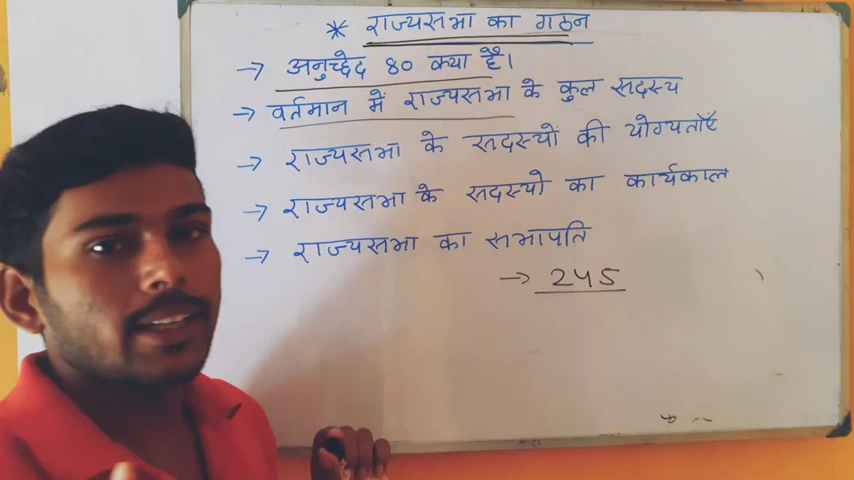 * राज्यसभा का गठन
→ अनुच्छेद 80 क्या है।
→ वर्तमान में राज्यसभा के कुल सदस्य
→ राज्यसभा के सदस्यों की योग्यताएँ
→ राज्यसभा के सदस्यो का कार्यकाल
→ राज्यसभा का सभापति
→ 245